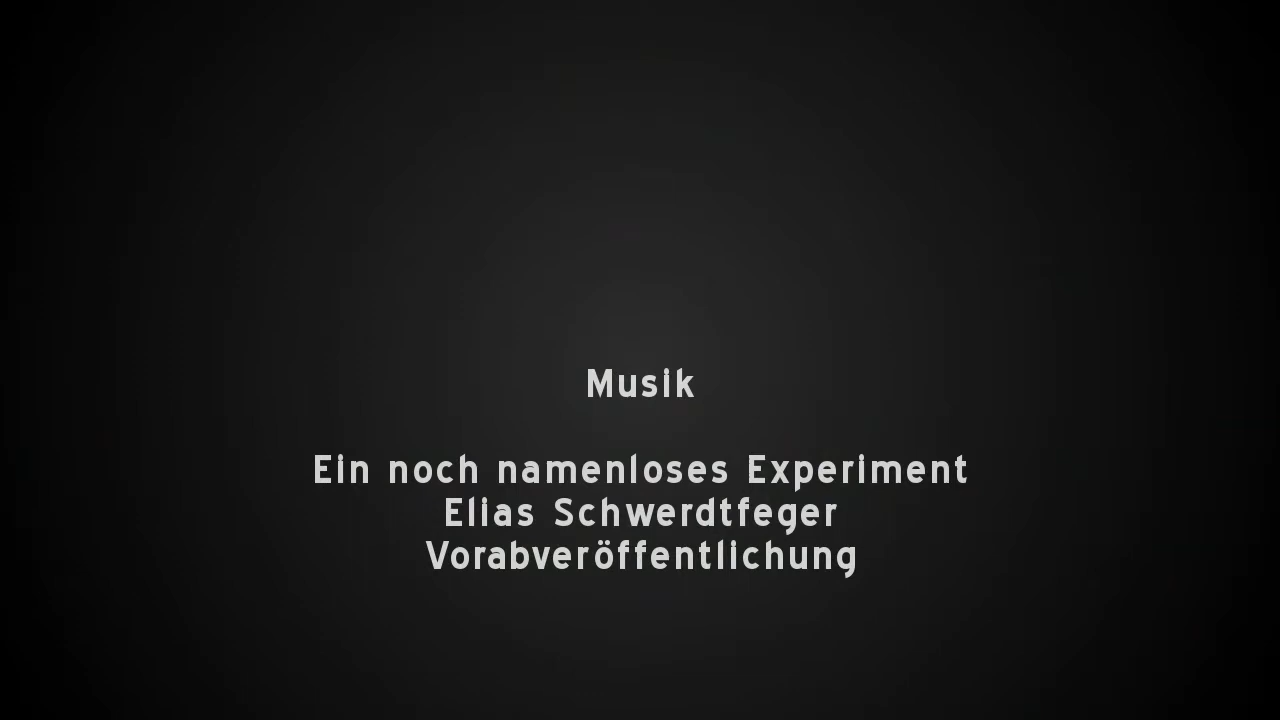 Musik
Ein noch namenloses Experiment
Elias Schwerdtfeger
Vorabveröffentlichung